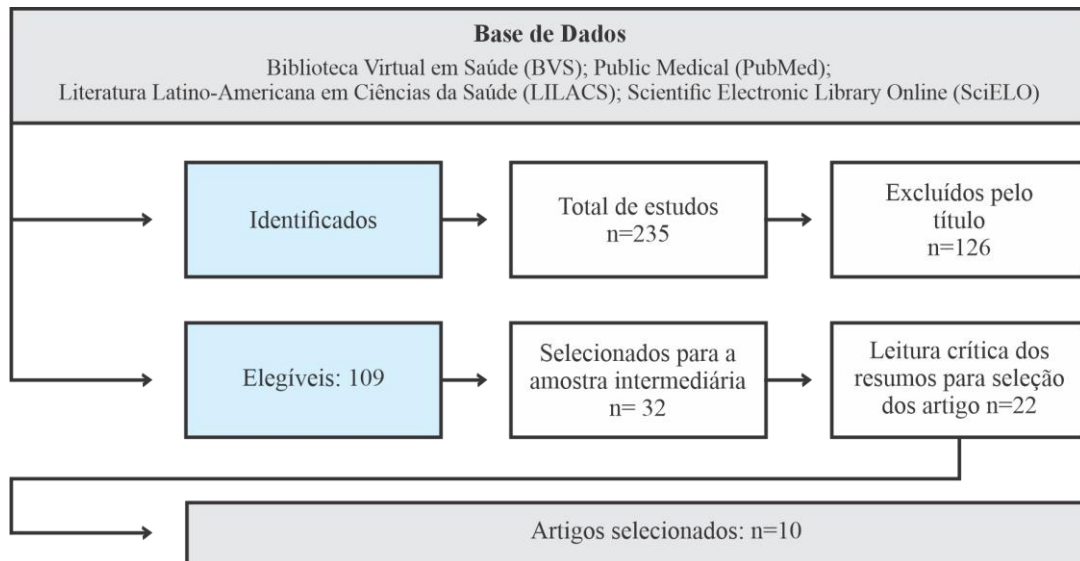 Base de Dados
Biblioteca Virtual em Saúde (BVS); Public Medical (PubMed);
Literatura Latino-Americana em Ciências da Saúde (LILACS); Scientific Electronic Library Online (SciELO)
Identificados
Total de estudos
n=235
Excluídos pelo
título
n=126
Elegíveis: 109
Selecionados para a
amostra intermediária
n= 32
Leitura crítica dos
resumos para seleção
dos artigo n=22
Artigos selecionados: n=10